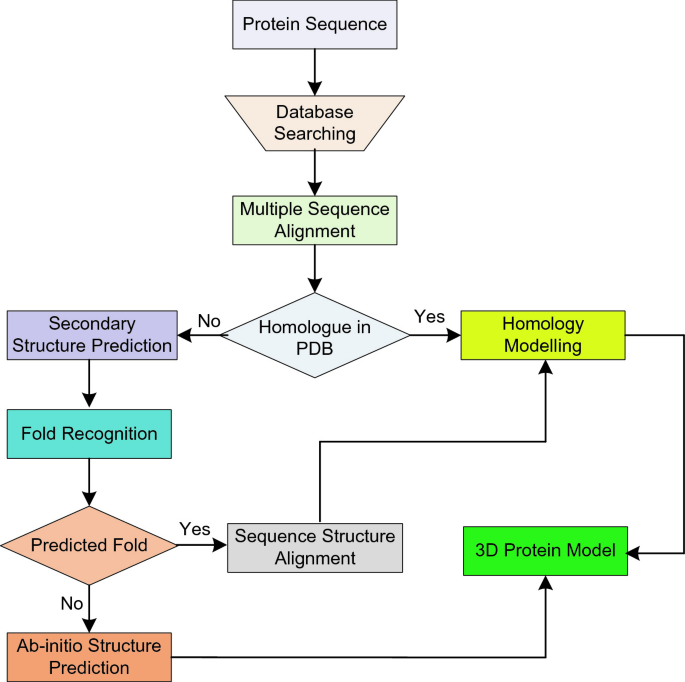 Protein Sequence
Database
Searching
Multiple Sequence
Alignment
Homologue in
PDB
No
Yes
Secondary
Structure Prediction
Homology
Modelling
Fold Recognition
Predicted Fold
Yes
Sequence Structure
Alignment
3D Protein Model
No
Ab-initio Structure
Prediction